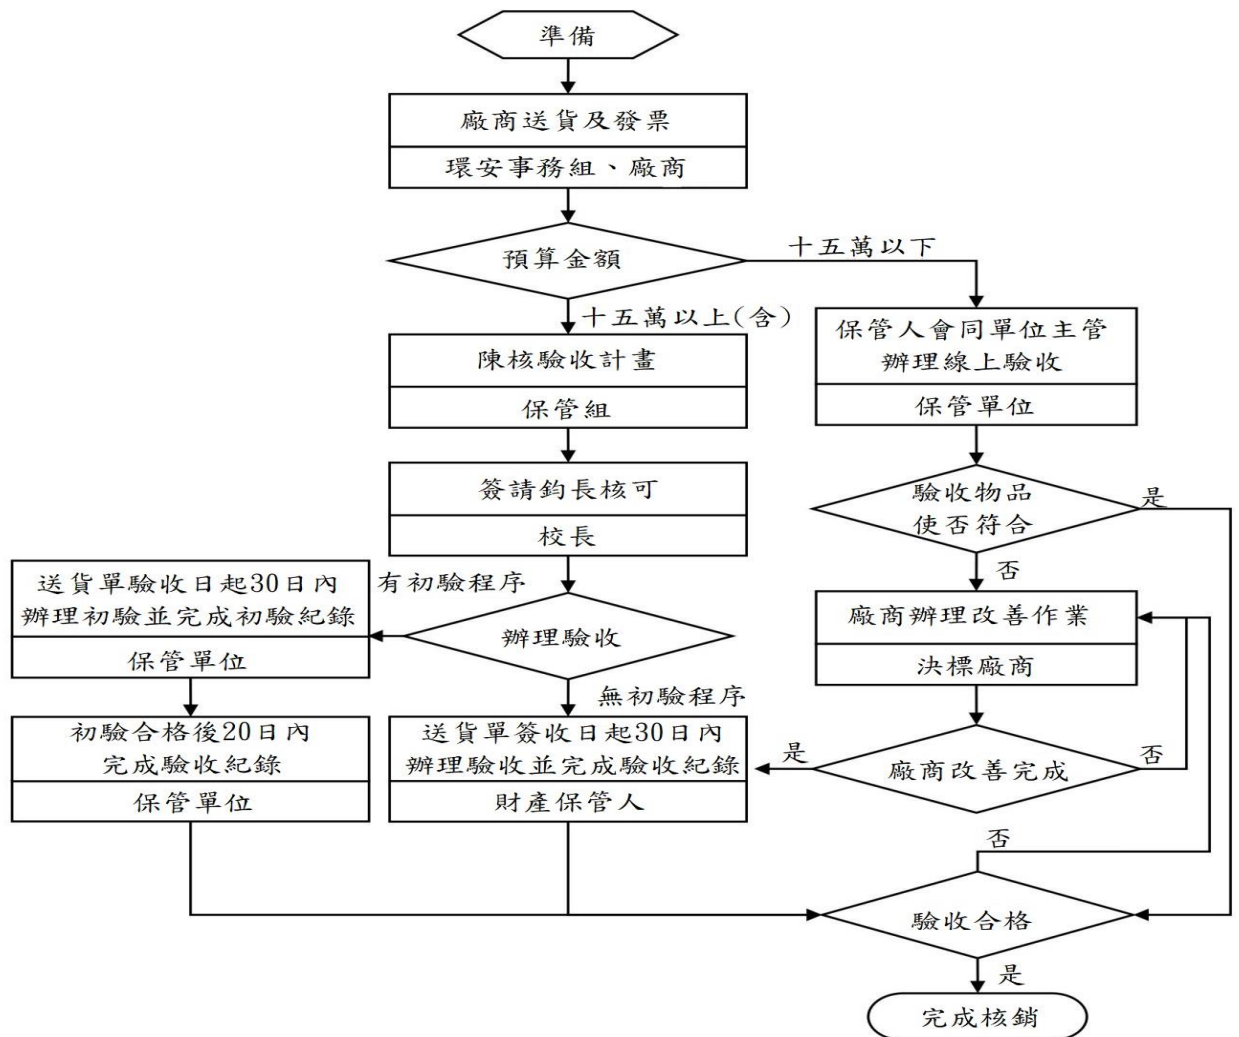 準備
廠商送貨及發票
環安事務組、廠商
預算金額
十五萬以下
十五萬以上(含)
陳核驗收計畫
保管組
保管人會同單位主管
辦理線上驗收
保管單位
簽請鈞長核可
校長
驗收物品
使否符合
是
否
送貨單驗收日起30日內
辦理初驗並完成初驗紀錄
保管單位
有初驗程序
辦理驗收
無初驗程序
廠商辦理改善作業
決標廠商
初驗合格後20日內
完成驗收紀錄
保管單位
送貨單簽收日起30日內
辦理驗收並完成驗收紀錄
財產保管人
是
廠商改善完成
否
否
驗收合格
是
完成核銷